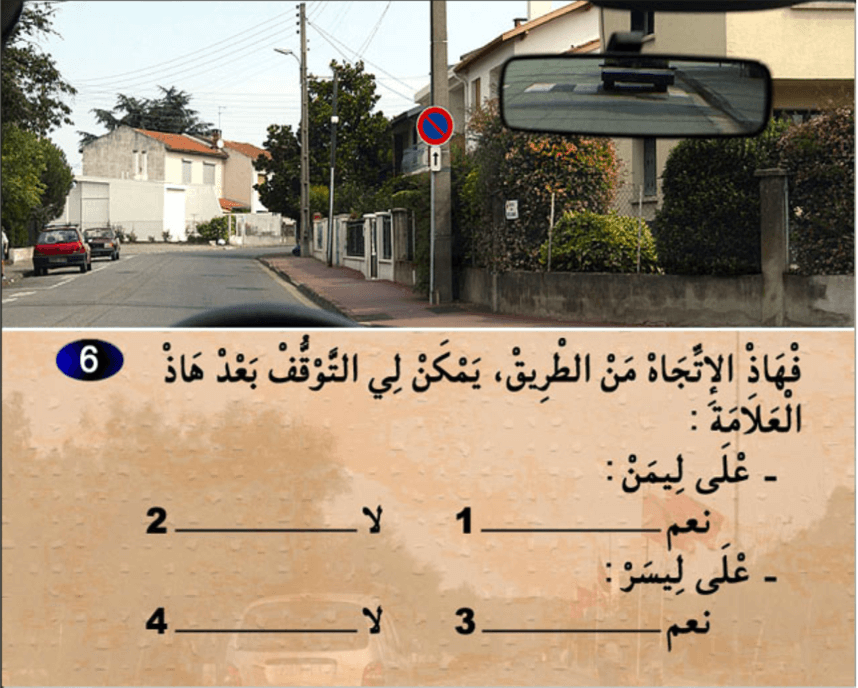 6 فْهَاذْ الإتِّجَاهْ مَنْ الطْرِيقْ، يَمْكَنْ لِي التَّوْقُّفْ بَعْدْ هَاذْ
الْعَلاَمَةَ :
- عْلَى لِيمَنْ :
نعم 1 لا 2
- عْلَى لِيسَرْ :
نعم 3 لا 4